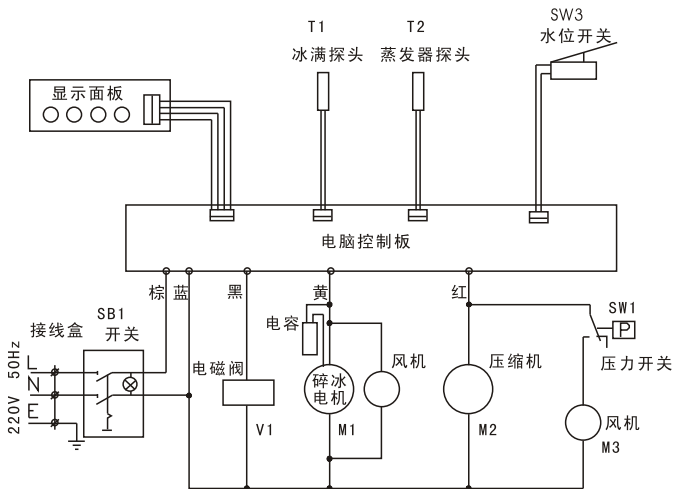 SW3
T1
T2
水位开关
冰满探头
蒸发器探头
显示面板
电脑控制板
棕
蓝
黑
黄
红
SB1
开关
接线盒
电容
SW1
P
压力开关
电磁阀
风机
压缩机
碎冰
电机
220V 50Hz
L
N
E
V1
M1
M2
风机
M3